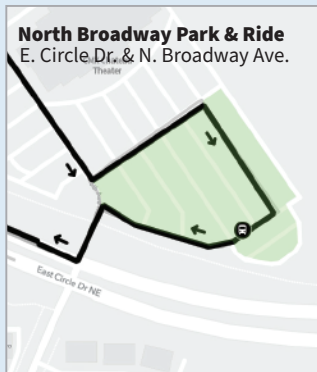 North Broadway Park & Ride
E. Circle Dr. & N. Broadway Ave.
Theater
East Circle Dr NE